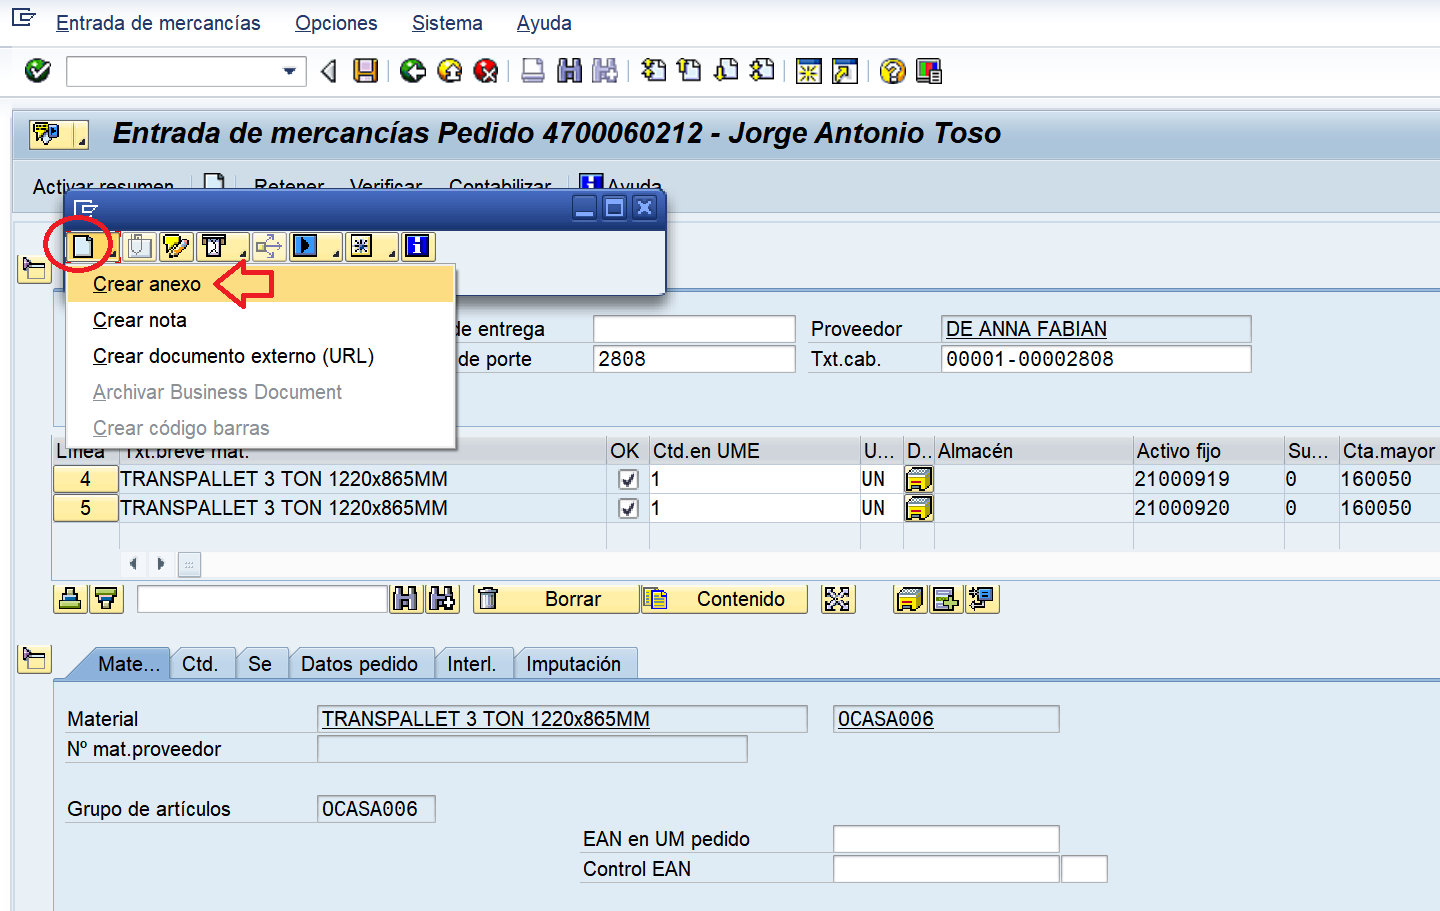 Entrada de mercancías Opciones Sistema Ayuda
Entrada de mercancías Pedido 4700060212 - Jorge Antonio Toso
Activar resumen Retener Verificar Contabilizar Ayuda
Crear anexo
Crear nota
Crear documento externo (URL)
Archivar Business Document
Crear código barras
de entrega Proveedor DE ANNA FABIAN
de porte 2808 Txt.cab. 00001-00002808
Línea Txt.breve mat. OK Ctd.en UME U... D.. Almacén Activo fijo Su... Cta.mayor
4 TRANSPALLET 3 TON 1220x865MM 1 UN 21000919 0 160050
5 TRANSPALLET 3 TON 1220x865MM 1 UN 21000920 0 160050
Borrar Contenido
Mate... Ctd. Se Datos pedido Interl. Imputación
Material TRANSPALLET 3 TON 1220x865MM OCASA006
Nº mat.proveedor
Grupo de artículos OCASA006
EAN en UM pedido
Control EAN